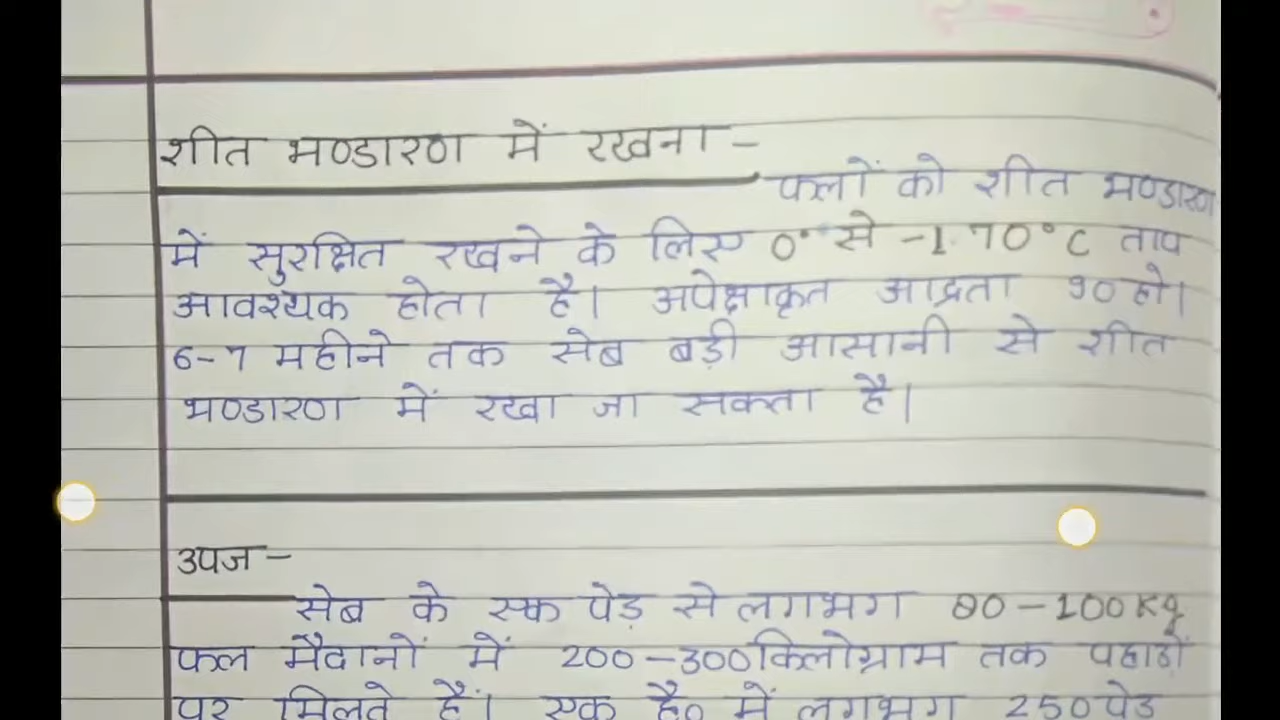 शीत भण्डारण में रखना -
फलों को शीत भण्डारण
में सुरक्षित रखने के लिए 0° से -1.70°C ताप
आवश्यक होता है। अपेक्षाकृत आद्रता 90 हो।
6-7 महीने तक सेब बड़ी आसानी से शीत
भण्डारण में रखा जा सकता है।
उपज -
सेब के एक पेड़ से लगभग 80-100 Kg
फल मैदानों में 200-300 किलोग्राम तक पहाड़ों
पर मिलते हैं। एक है० में लगभग 250 पेड़